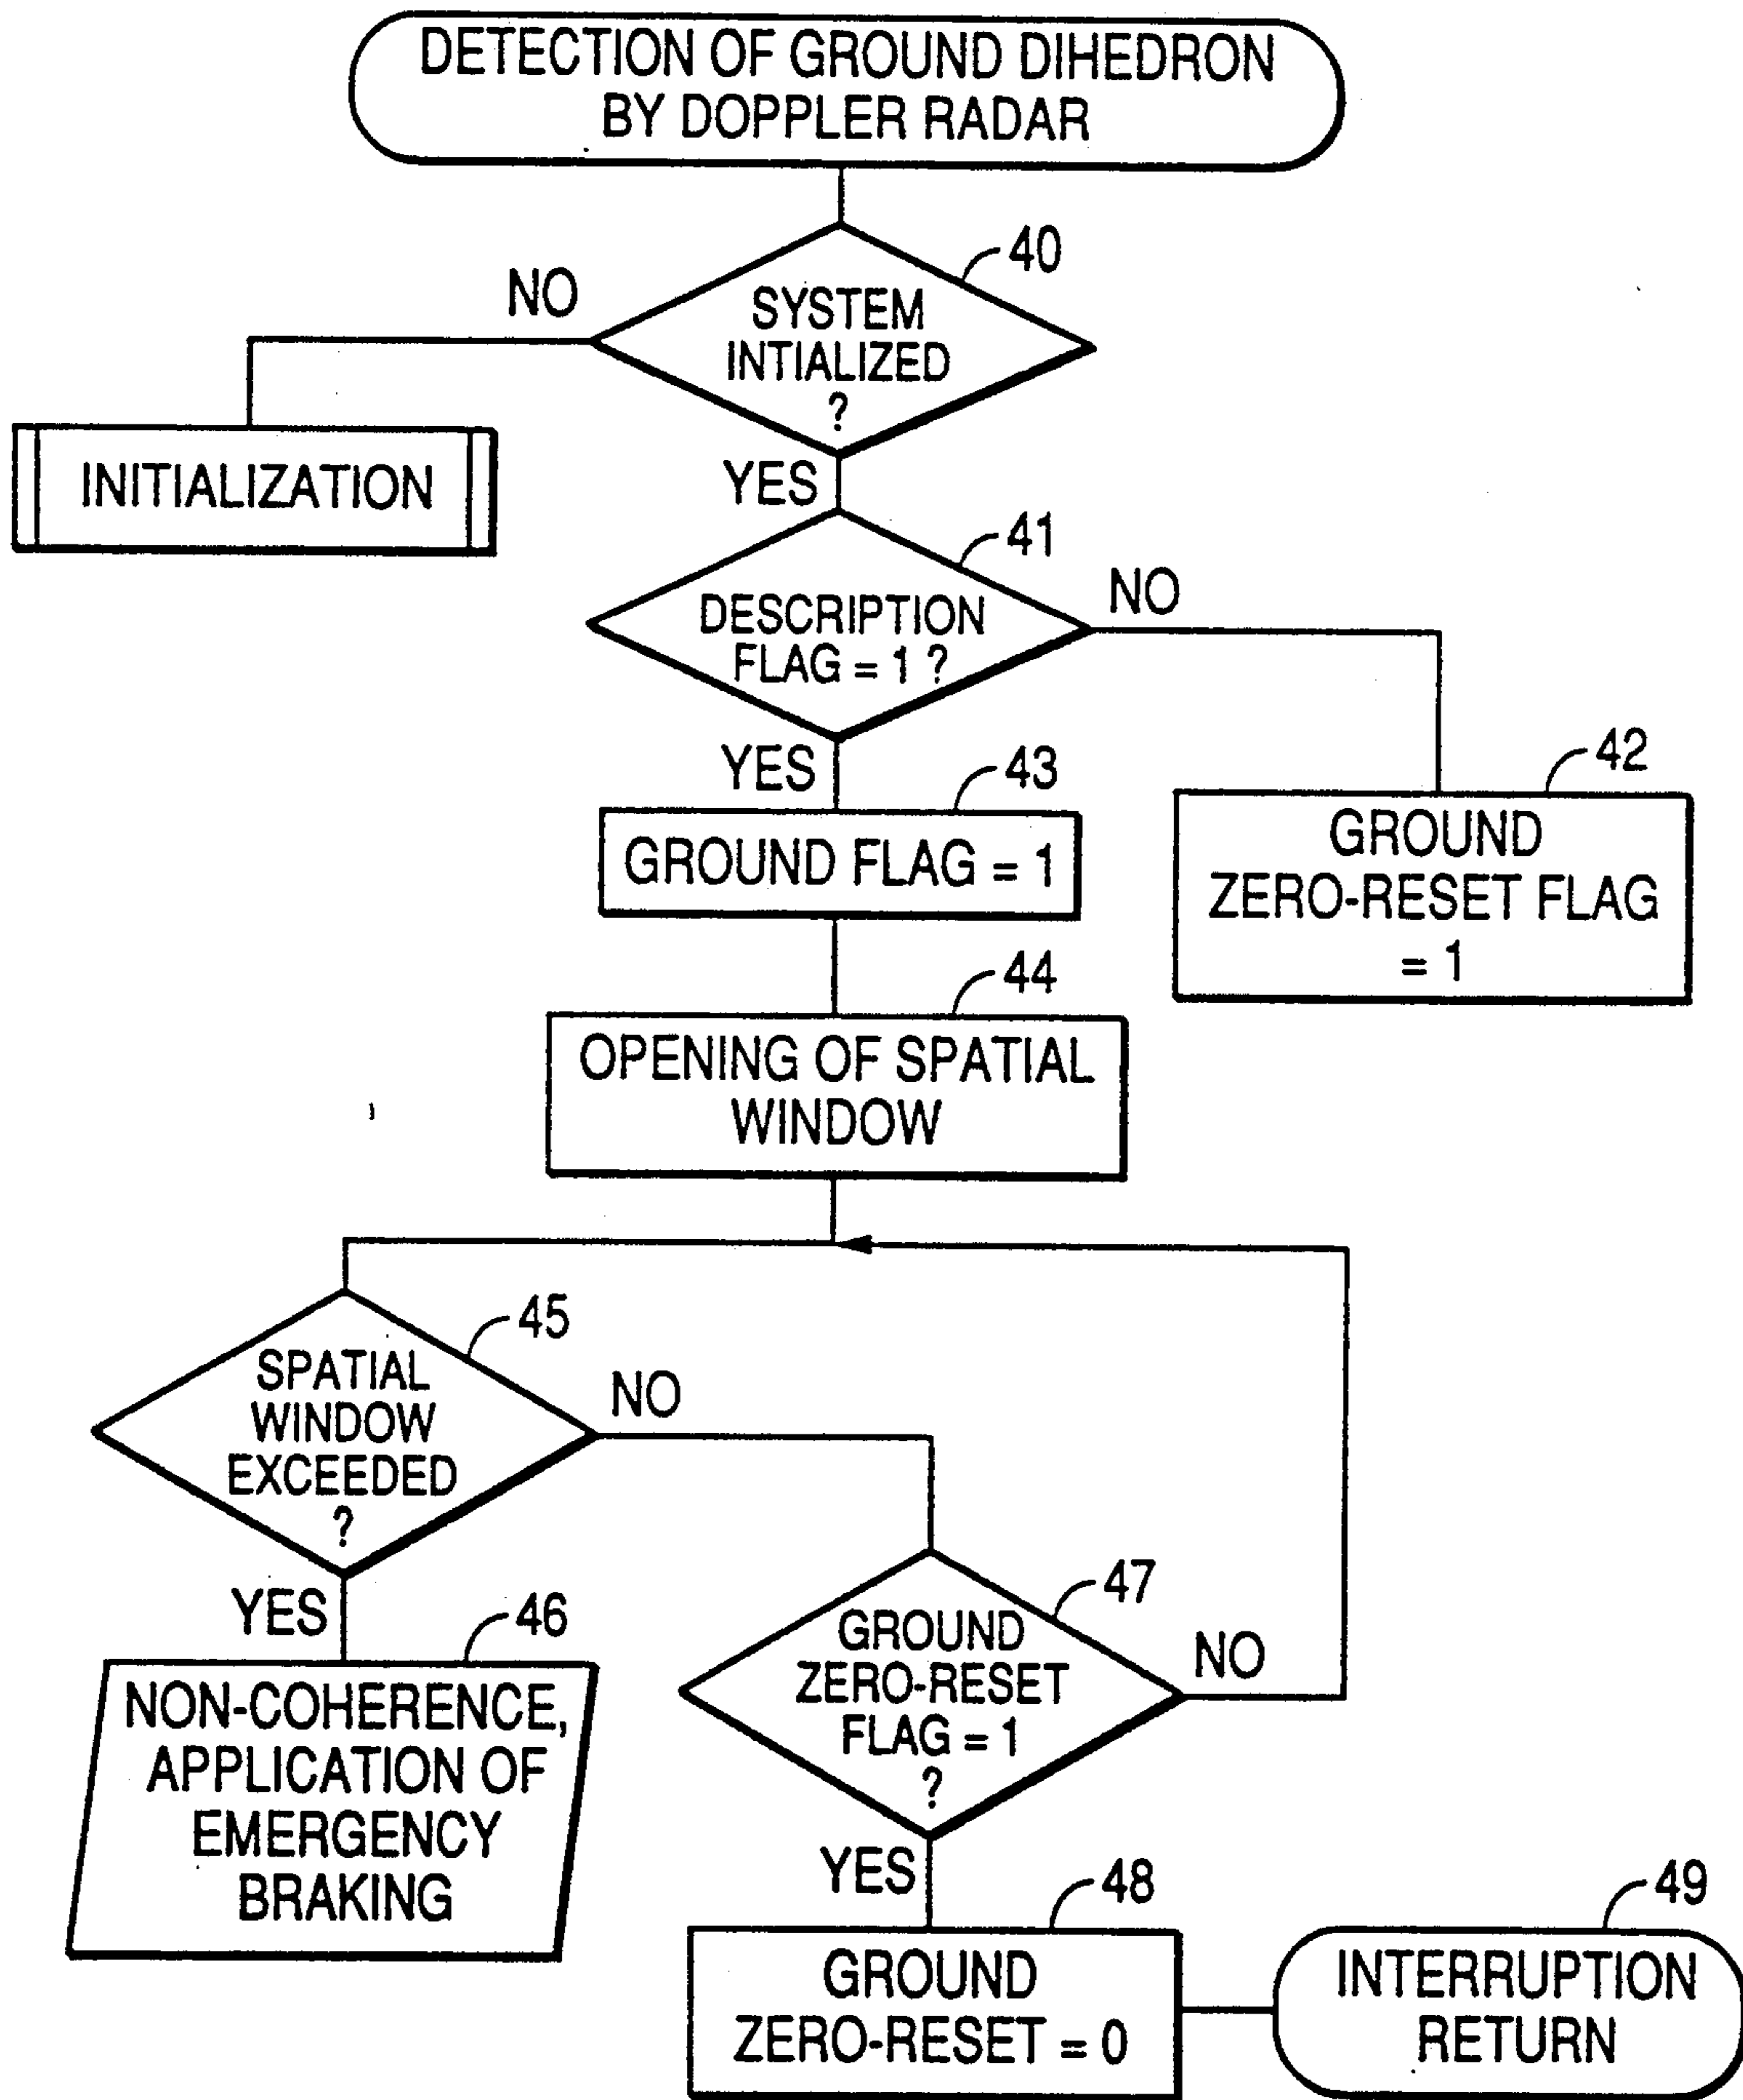 DETECTION OF GROUND DIHEDRON
BY DOPPLER RADAR
40
NO
SYSTEM
INTIALIZED
?
INITIALIZATION
YES
41
NO
DESCRIPTION
FLAG = 1 ?
YES
43
42
GROUND FLAG = 1
GROUND
ZERO-RESET FLAG
= 1
44
OPENING OF SPATIAL
WINDOW
45
SPATIAL
WINDOW
EXCEEDED
?
NO
YES
46
NON-COHERENCE,
APPLICATION OF
EMERGENCY
BRAKING
47
GROUND
ZERO-RESET
FLAG = 1
?
NO
YES
48
GROUND
ZERO-RESET = 0
49
INTERRUPTION
RETURN